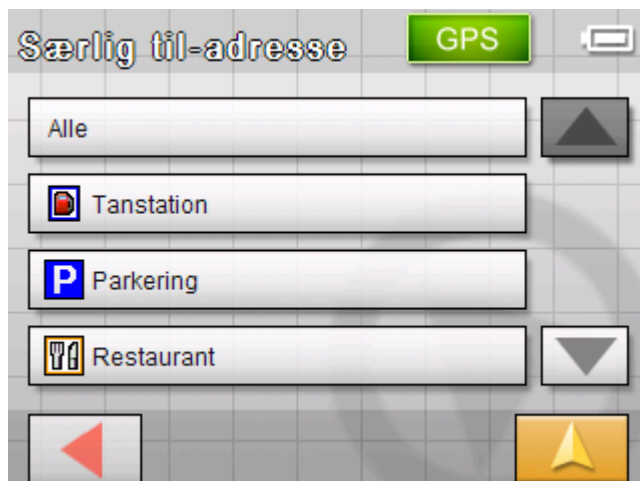 Særlig til-adresse
GPS
Alle
Tanstation
P Parkering
Restaurant